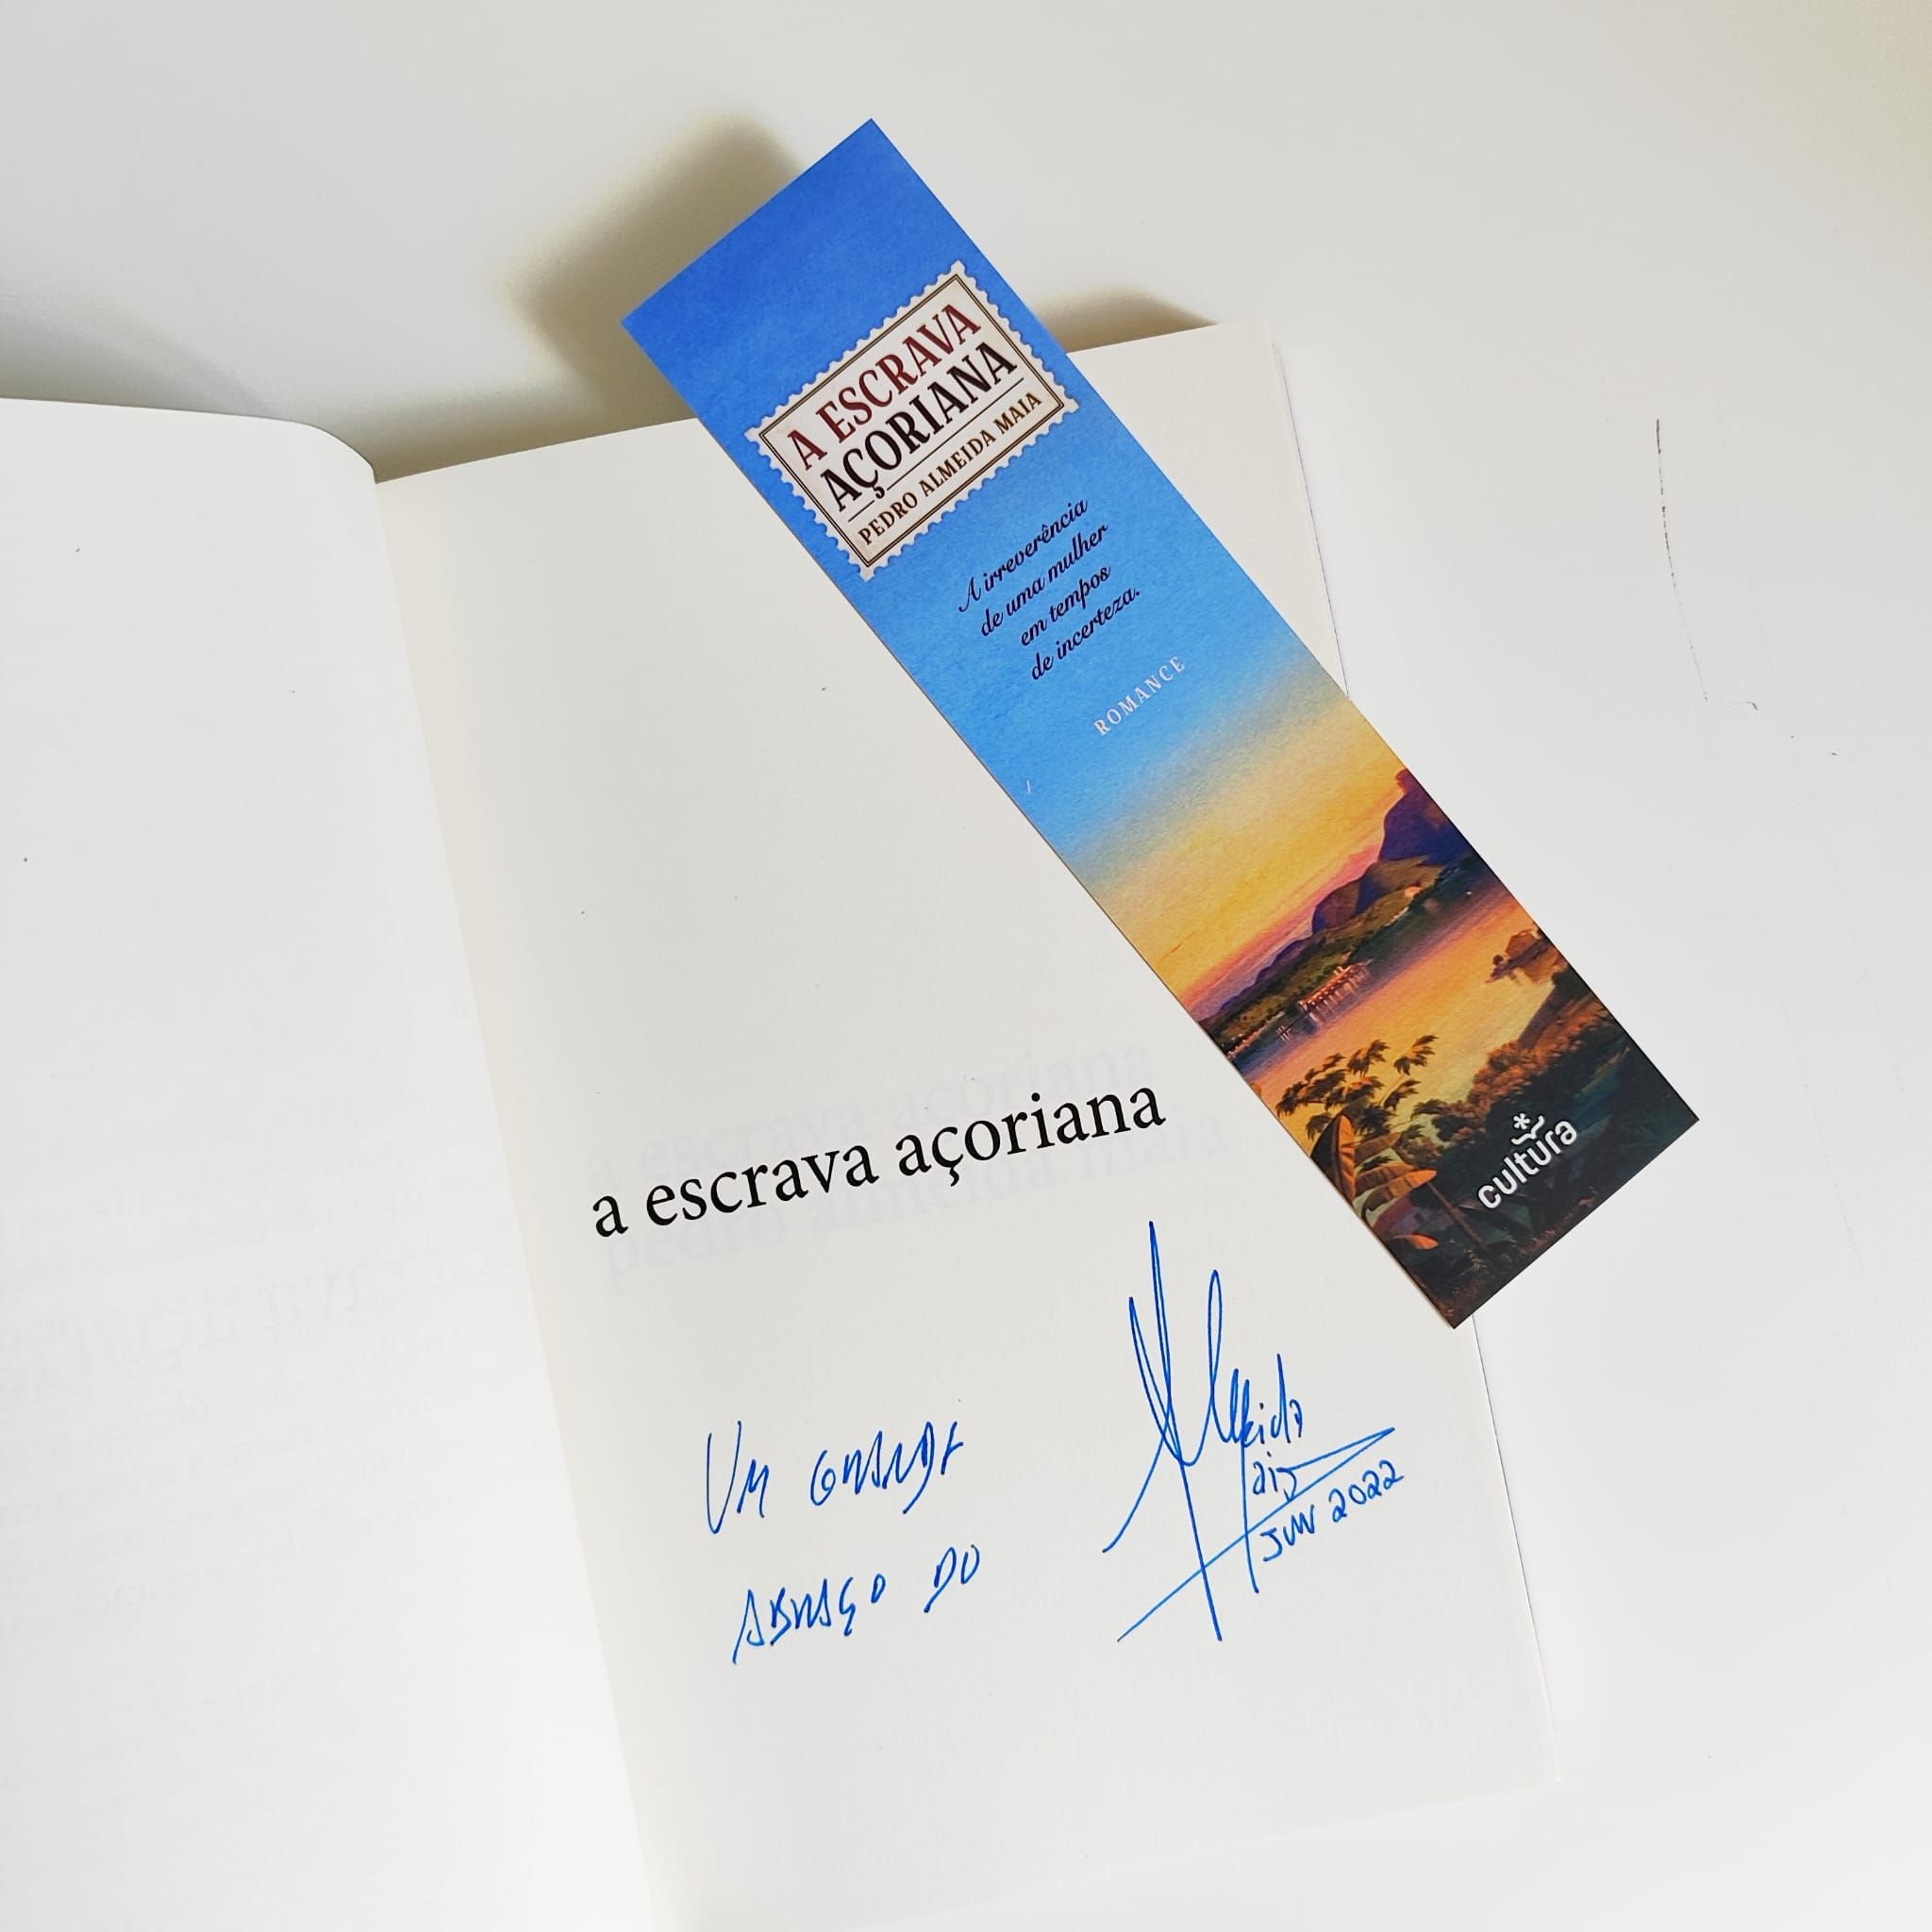 A ESCRAVA
AÇORIANA
PEDRO ALMEIDA MAIA
A irreverência
de uma mulher
em tempos
de incerteza.
ROMANCE
cultura
a escrava açoriana
UM GRANDE
ABRAÇO DO
Almeida
Maia
JUN 2022